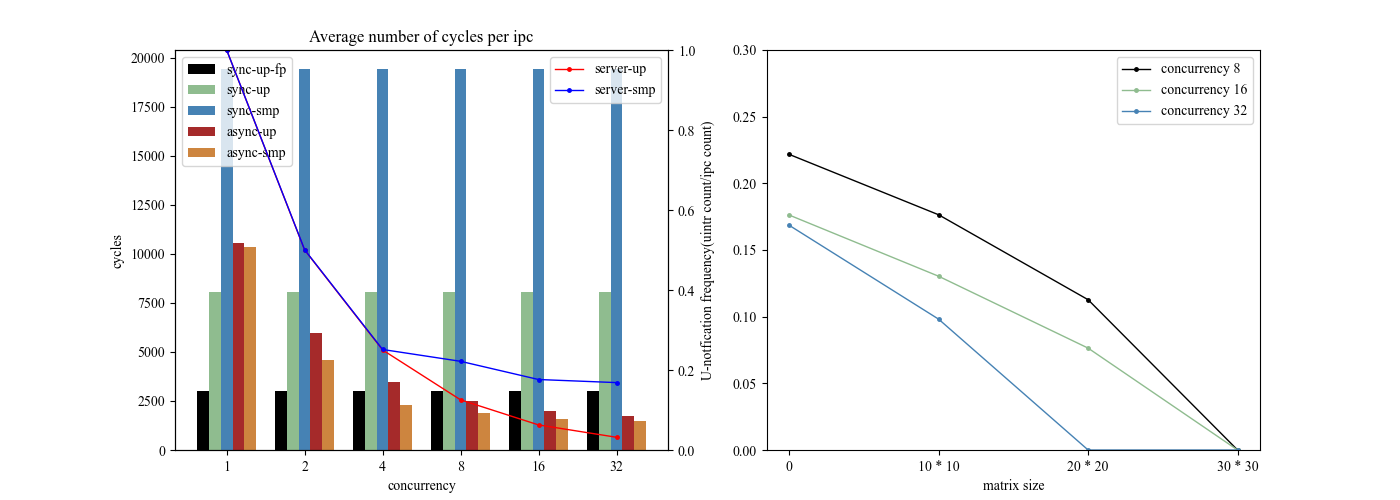 Average number of cycles per ipc
20000
17500
15000
12500
10000
7500
5000
2500
0
cycles
sync-up-fp
sync-up
sync-smp
async-up
async-smp
server-up
server-smp
1.0
0.8
0.6
0.4
0.2
0.0
U-notfication frequency(uintr count/ipc count)
1 2 4 8 16 32
concurrency
0.30
0.25
0.20
0.15
0.10
0.05
0.00
concurrency 8
concurrency 16
concurrency 32
0 10 * 10 20 * 20 30 * 30
matrix size